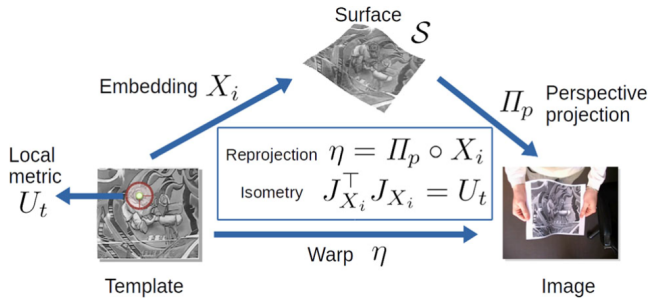 Surface
𝒮
Embedding X_i
Π_p Perspective
projection
Local
metric
U_t
Reprojection η = Π_p ∘ X_i
Isometry J_{X_i}^⊤ J_{X_i} = U_t
Warp η
Template
Image